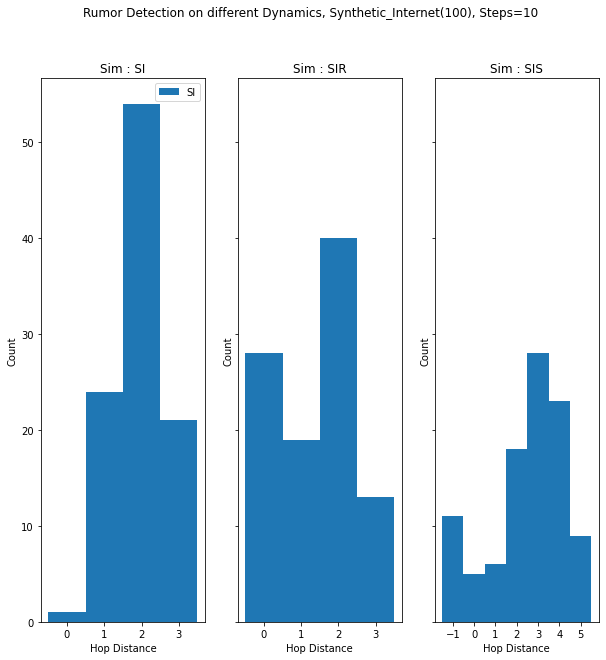 Rumor Detection on different Dynamics, Synthetic_Internet(100), Steps=10
Sim : SI
Sim : SIR
Sim : SIS
SI
50
40
30
20
10
0
Count
Count
Count
0 1 2 3
0 1 2 3
−1 0 1 2 3 4 5
Hop Distance
Hop Distance
Hop Distance